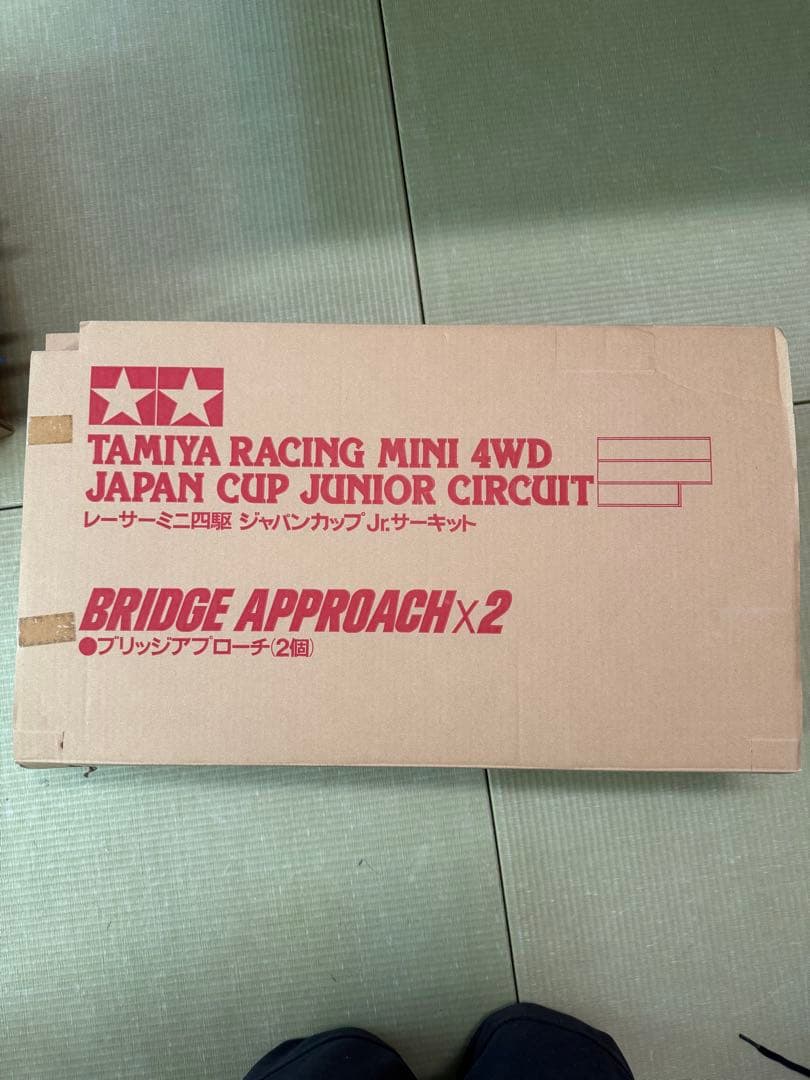 TAMIYA RACING MINI 4WD
JAPAN CUP JUNIOR CIRCUIT
レーサーミニ四駆 ジャパンカップJr.サーキット
BRIDGE APPROACH×2
●ブリッジアプローチ(2個)